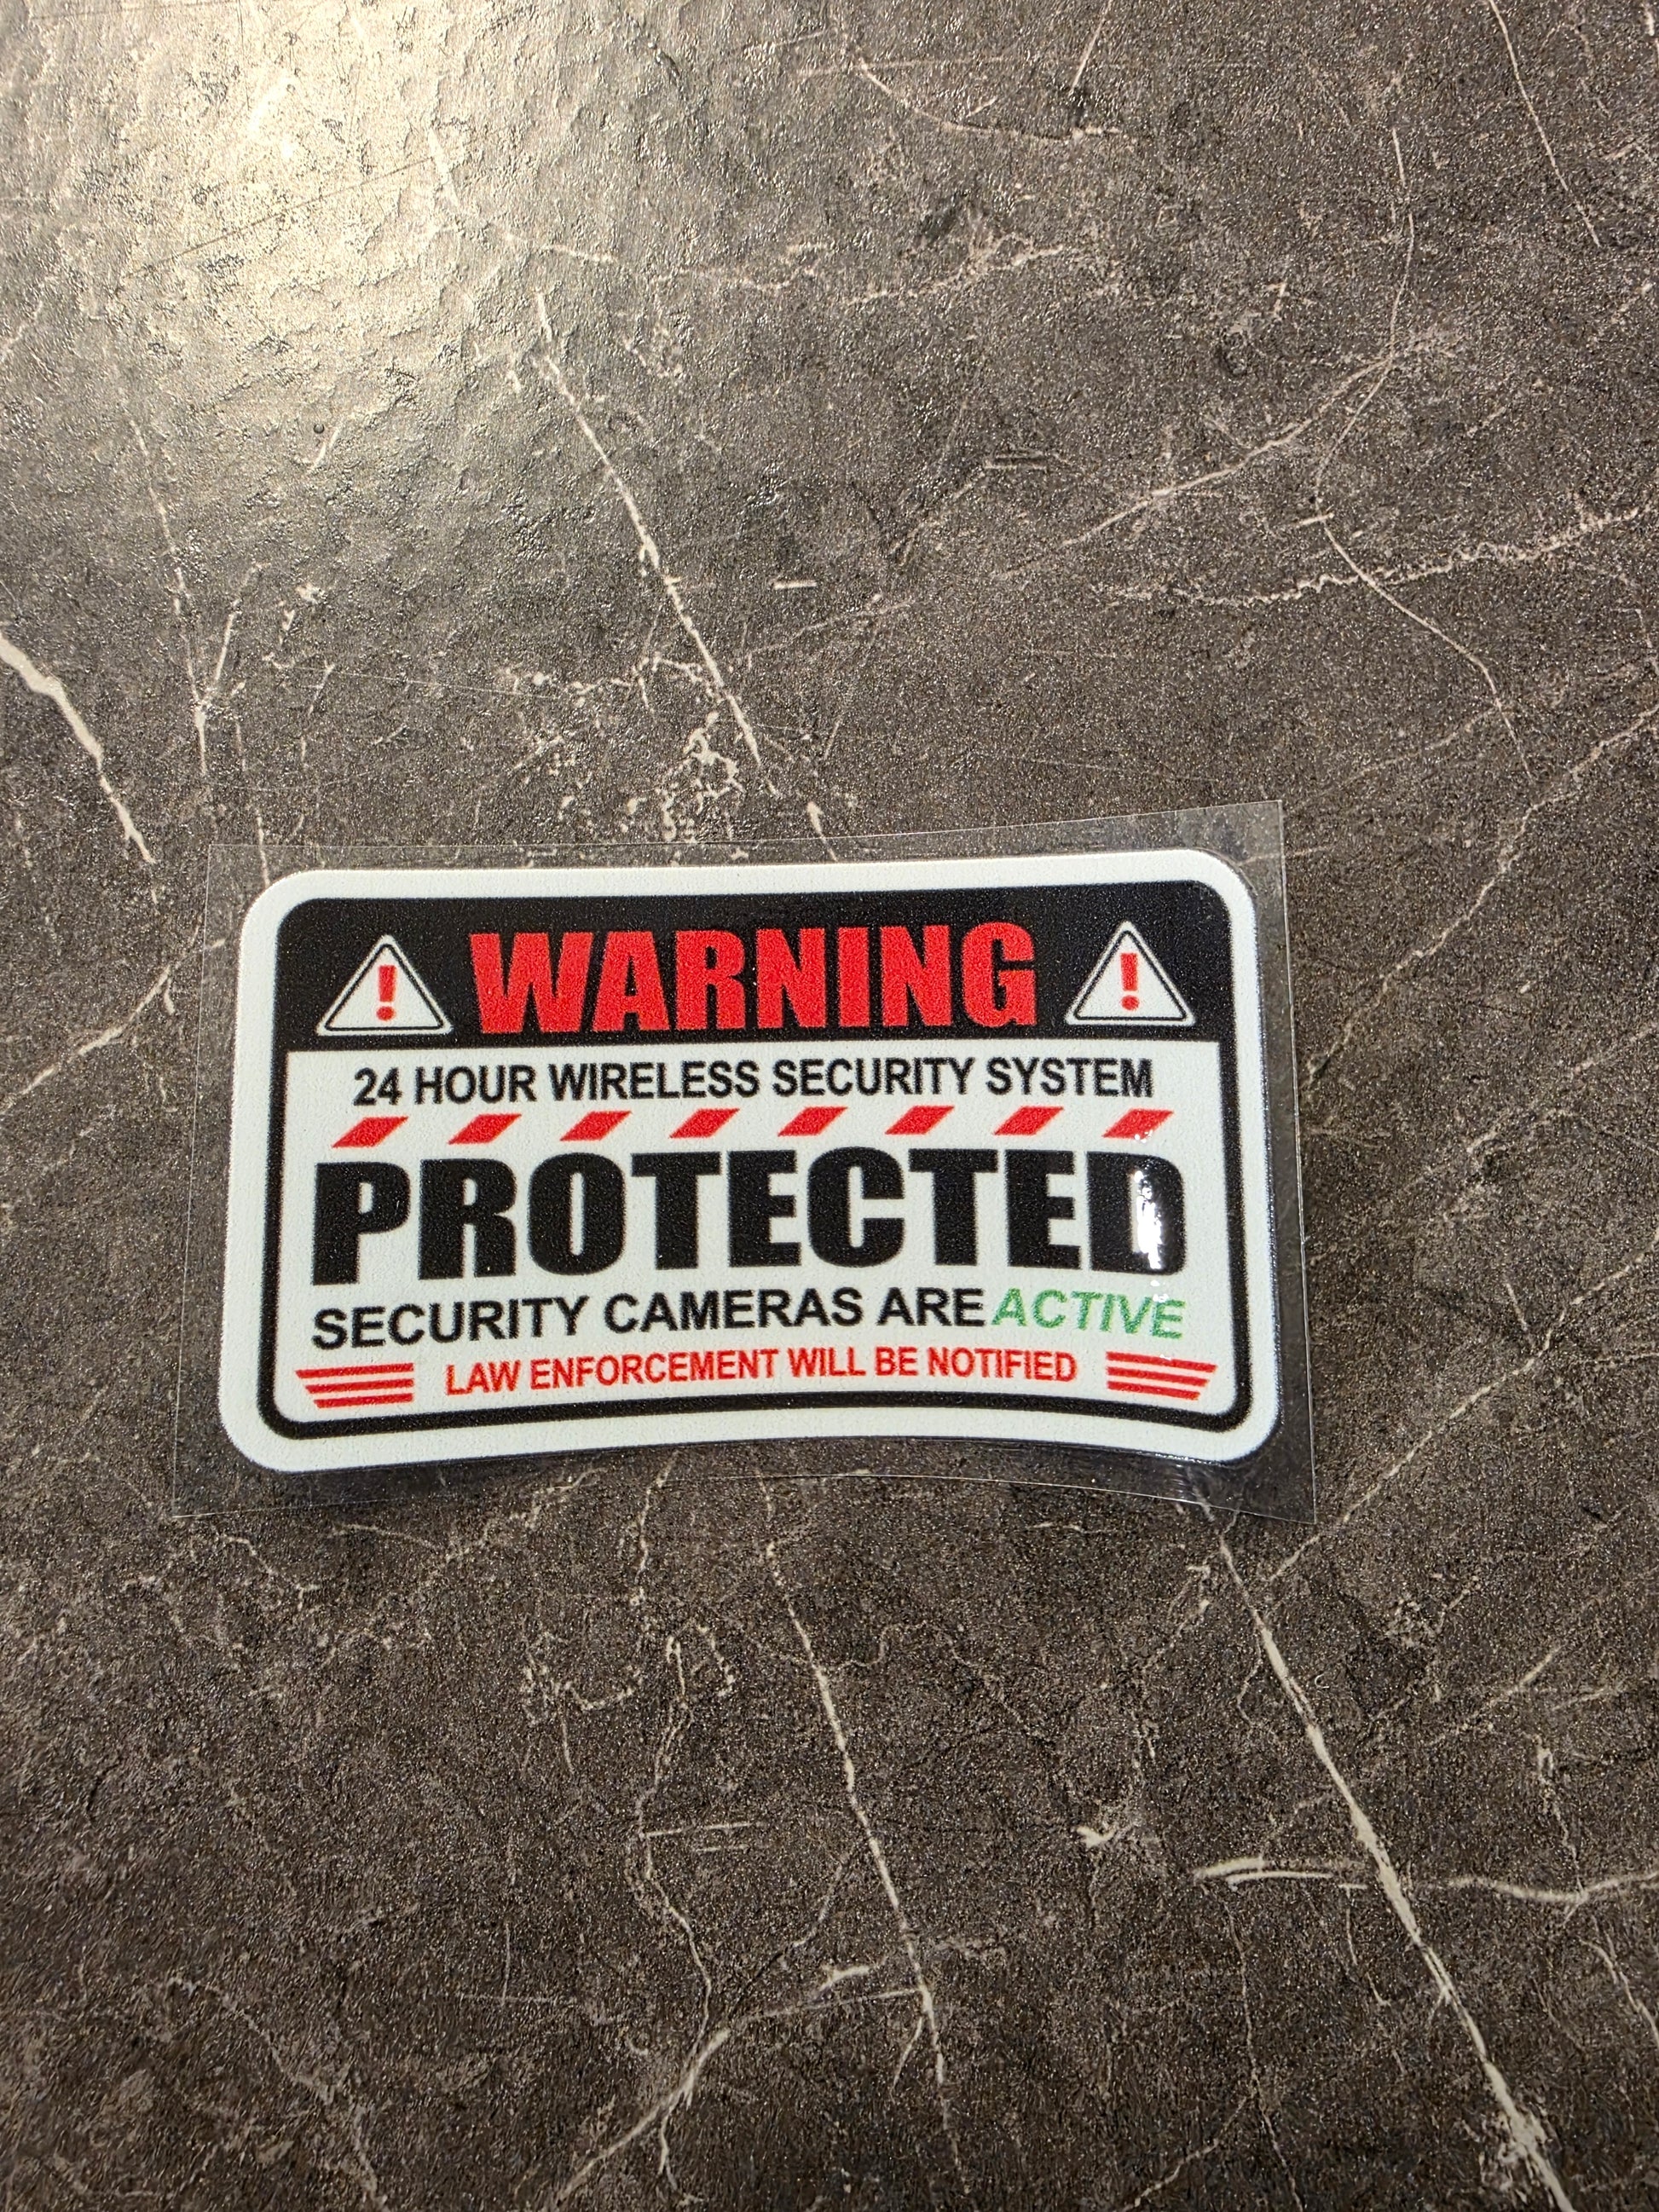 WARNING
24 HOUR WIRELESS SECURITY SYSTEM
PROTECTED
SECURITY CAMERAS ARE ACTIVE
LAW ENFORCEMENT WILL BE NOTIFIED